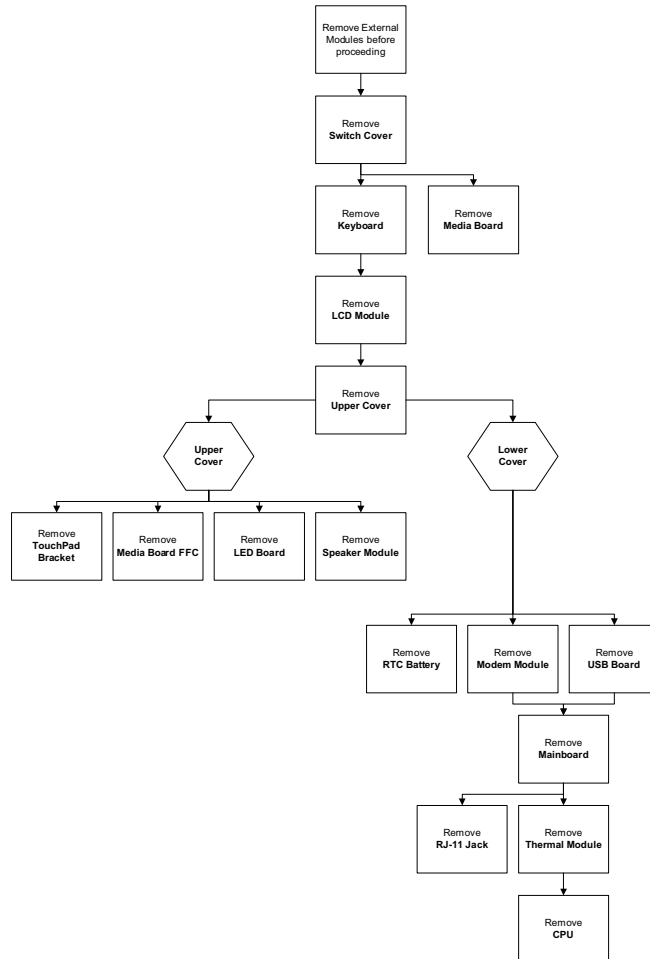 Remove External
Modules before
proceeding
Remove
Switch Cover
Remove
Keyboard
Remove
Media Board
Remove
LCD Module
Remove
Upper Cover
Upper
Cover
Lower
Cover
Remove
TouchPad
Bracket
Remove
Media Board FFC
Remove
LED Board
Remove
Speaker Module
Remove
RTC Battery
Remove
Modem Module
Remove
USB Board
Remove
Mainboard
Remove
RJ-11 Jack
Remove
Thermal Module
Remove
CPU